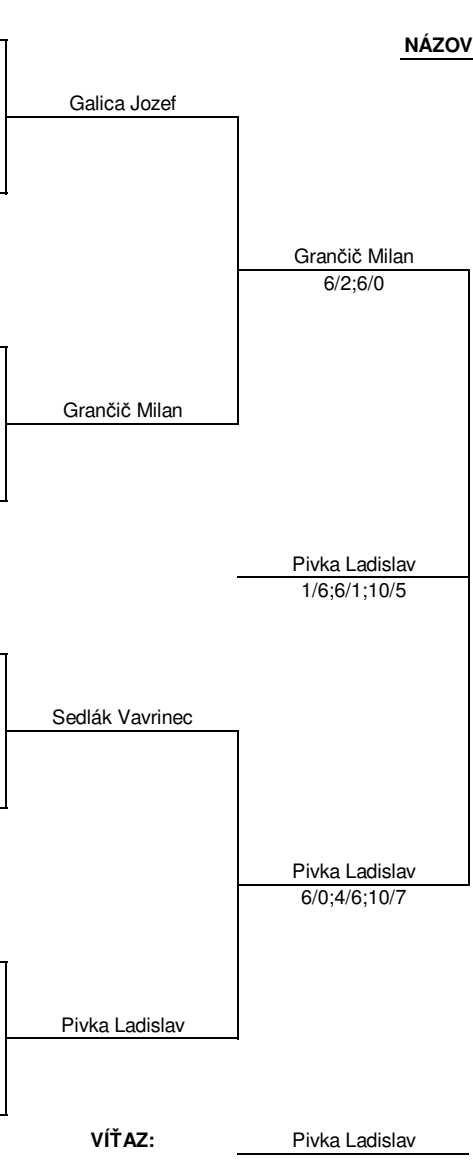 NÁZOV
Galica Jozef
Grančič Milan
6/2;6/0
Grančič Milan
Pivka Ladislav
1/6;6/1;10/5
Sedlák Vavrinec
Pivka Ladislav
6/0;4/6;10/7
Pivka Ladislav
VÍŤAZ: Pivka Ladislav